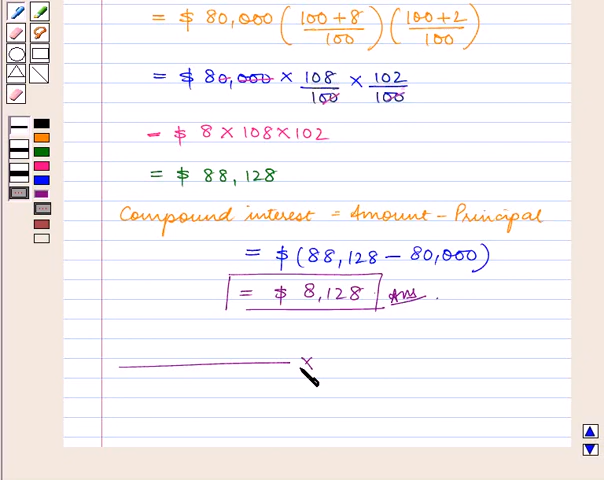 = $ 80,000 ( 100 + 8 / 100 ) ( 100 + 2 / 100 )
= $ 80,000 × 108 / 100 × 102 / 100
= $ 8 × 108 × 102
= $ 88,128
Compound interest = Amount - Principal
= $ (88,128 - 80,000)
= $ 8,128 Ans.
×